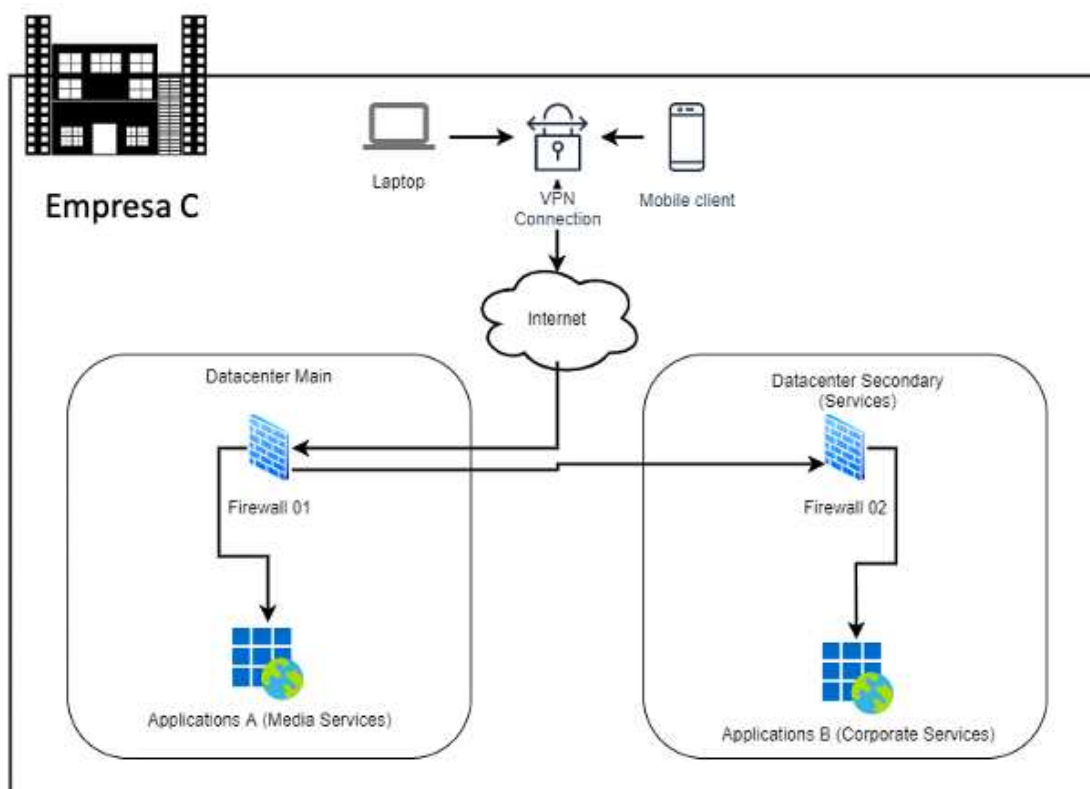 Empresa C
Laptop
VPN
Connection
Mobile client
Internet
Datacenter Main
Firewall 01
Applications A (Media Services)
Datacenter Secondary
(Services)
Firewall 02
Applications B (Corporate Services)